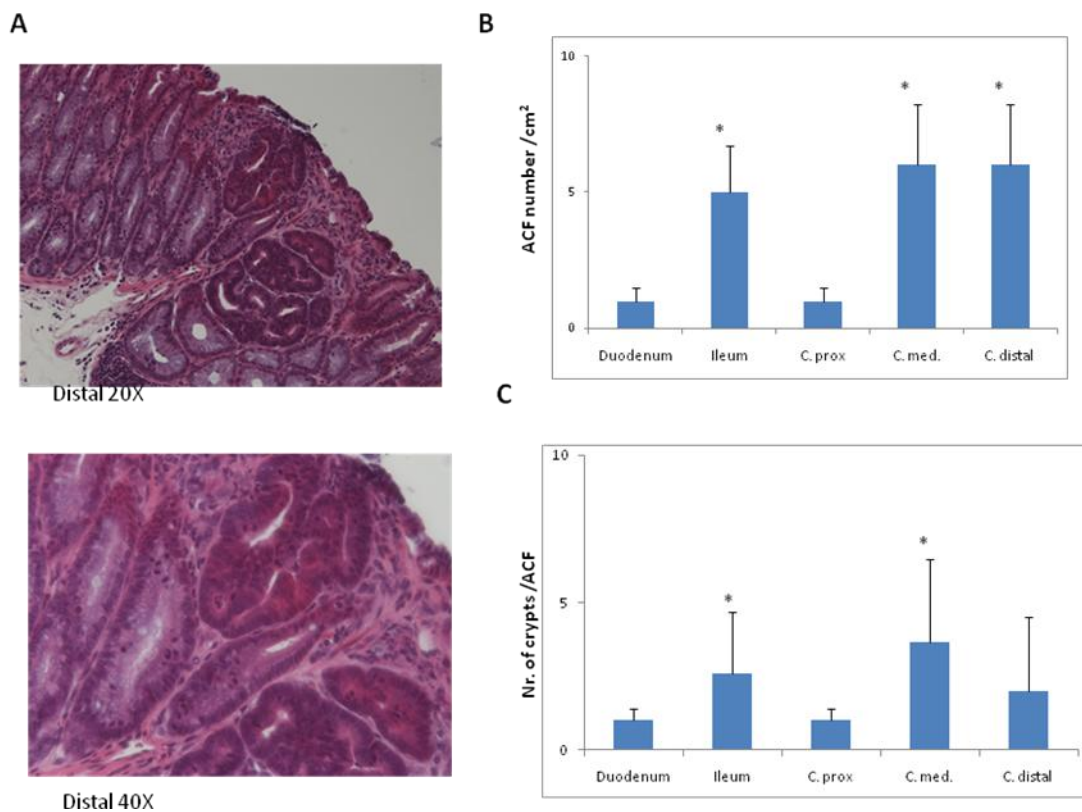 A
Distal 20X
Distal 40X
B
ACF number /cm²
10
5
0
* * * *
Duodenum Ileum C. prox C. med. C. distal
C
Nr. of crypts /ACF
10
5
0
* *
Duodenum Ileum C. prox C. med. C. distal